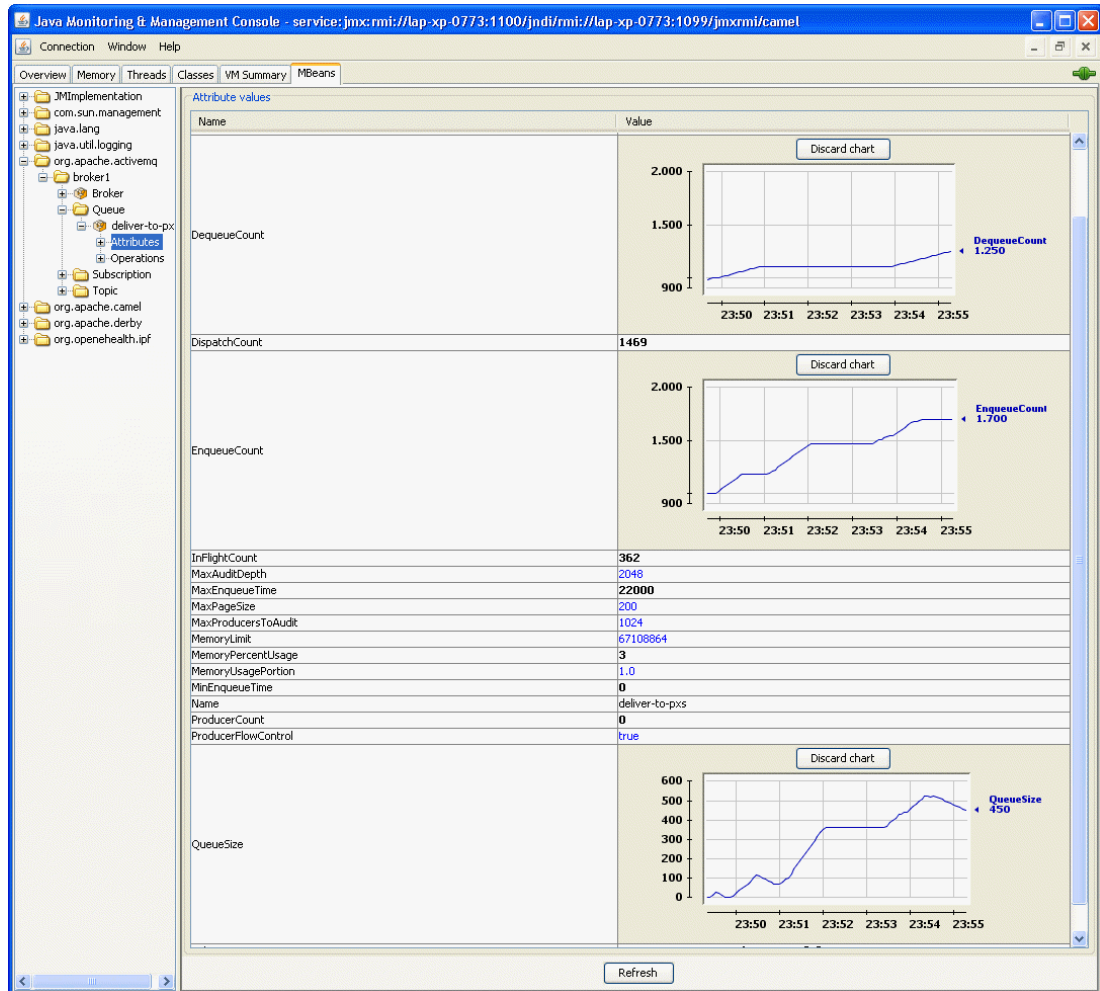 Java Monitoring & Management Console - service:jmx:rmi://lap-xp-0773:1100/jndi/rmi://lap-xp-0773:1099/jmxrmi/camel
Connection Window Help
Overview Memory Threads Classes VM Summary MBeans
JMImplementation
com.sun.management
java.lang
java.util.logging
org.apache.activemq
broker1
Broker
Queue
deliver-to-px
Attributes
Operations
Subscription
Topic
org.apache.camel
org.apache.derby
org.openehealth.ipf
Attribute values
Name Value
DequeueCount
Discard chart
2.000
1.500
900
DequeueCount
1.250
23:50 23:51 23:52 23:53 23:54 23:55
DispatchCount 1469
EnqueueCount
Discard chart
2.000
1.500
900
EnqueueCount
1.700
23:50 23:51 23:52 23:53 23:54 23:55
InFlightCount 362
MaxAuditDepth 2048
MaxEnqueueTime 22000
MaxPageSize 200
MaxProducersToAudit 1024
MemoryLimit 67108864
MemoryPercentUsage 3
MemoryUsagePortion 1.0
MinEnqueueTime 0
Name deliver-to-pxs
ProducerCount 0
ProducerFlowControl true
QueueSize
Discard chart
600
500
400
300
200
100
0
QueueSize
450
23:50 23:51 23:52 23:53 23:54 23:55
Refresh